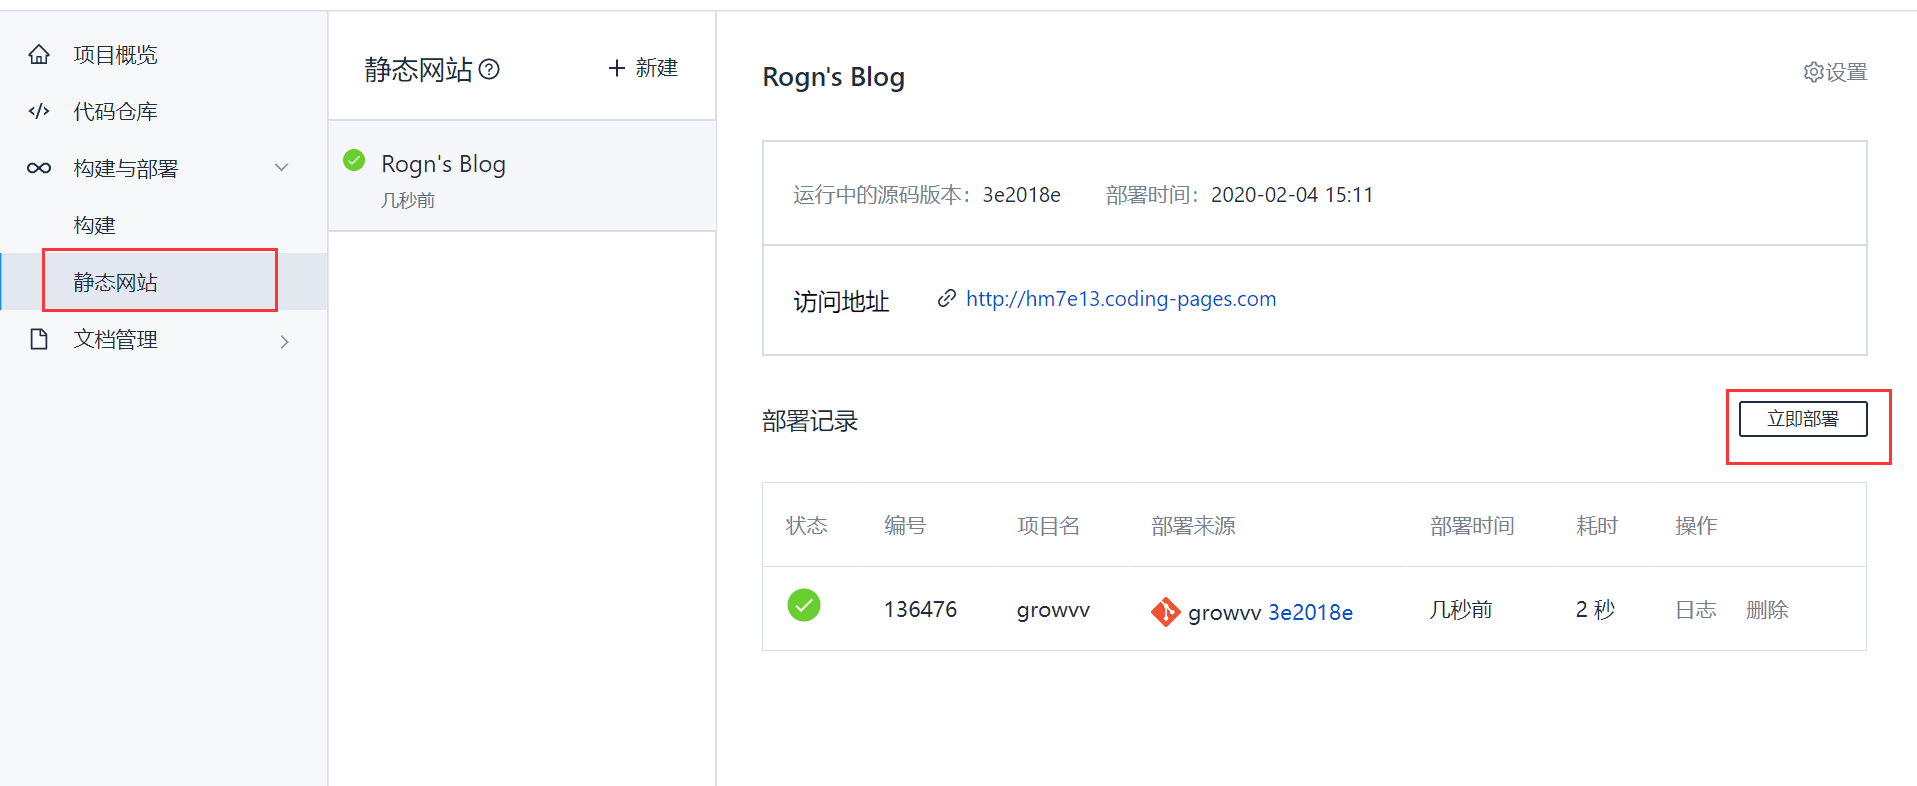 项目概览
代码仓库
构建与部署
构建
静态网站
文档管理
静态网站 ? + 新建
Rogn's Blog
几秒前
Rogn's Blog
设置
运行中的源码版本：3e2018e 部署时间：2020-02-04 15:11
访问地址 http://hm7e13.coding-pages.com
部署记录
立即部署
状态 编号 项目名 部署来源 部署时间 耗时 操作
136476 growvv growvv 3e2018e 几秒前 2 秒 日志 删除